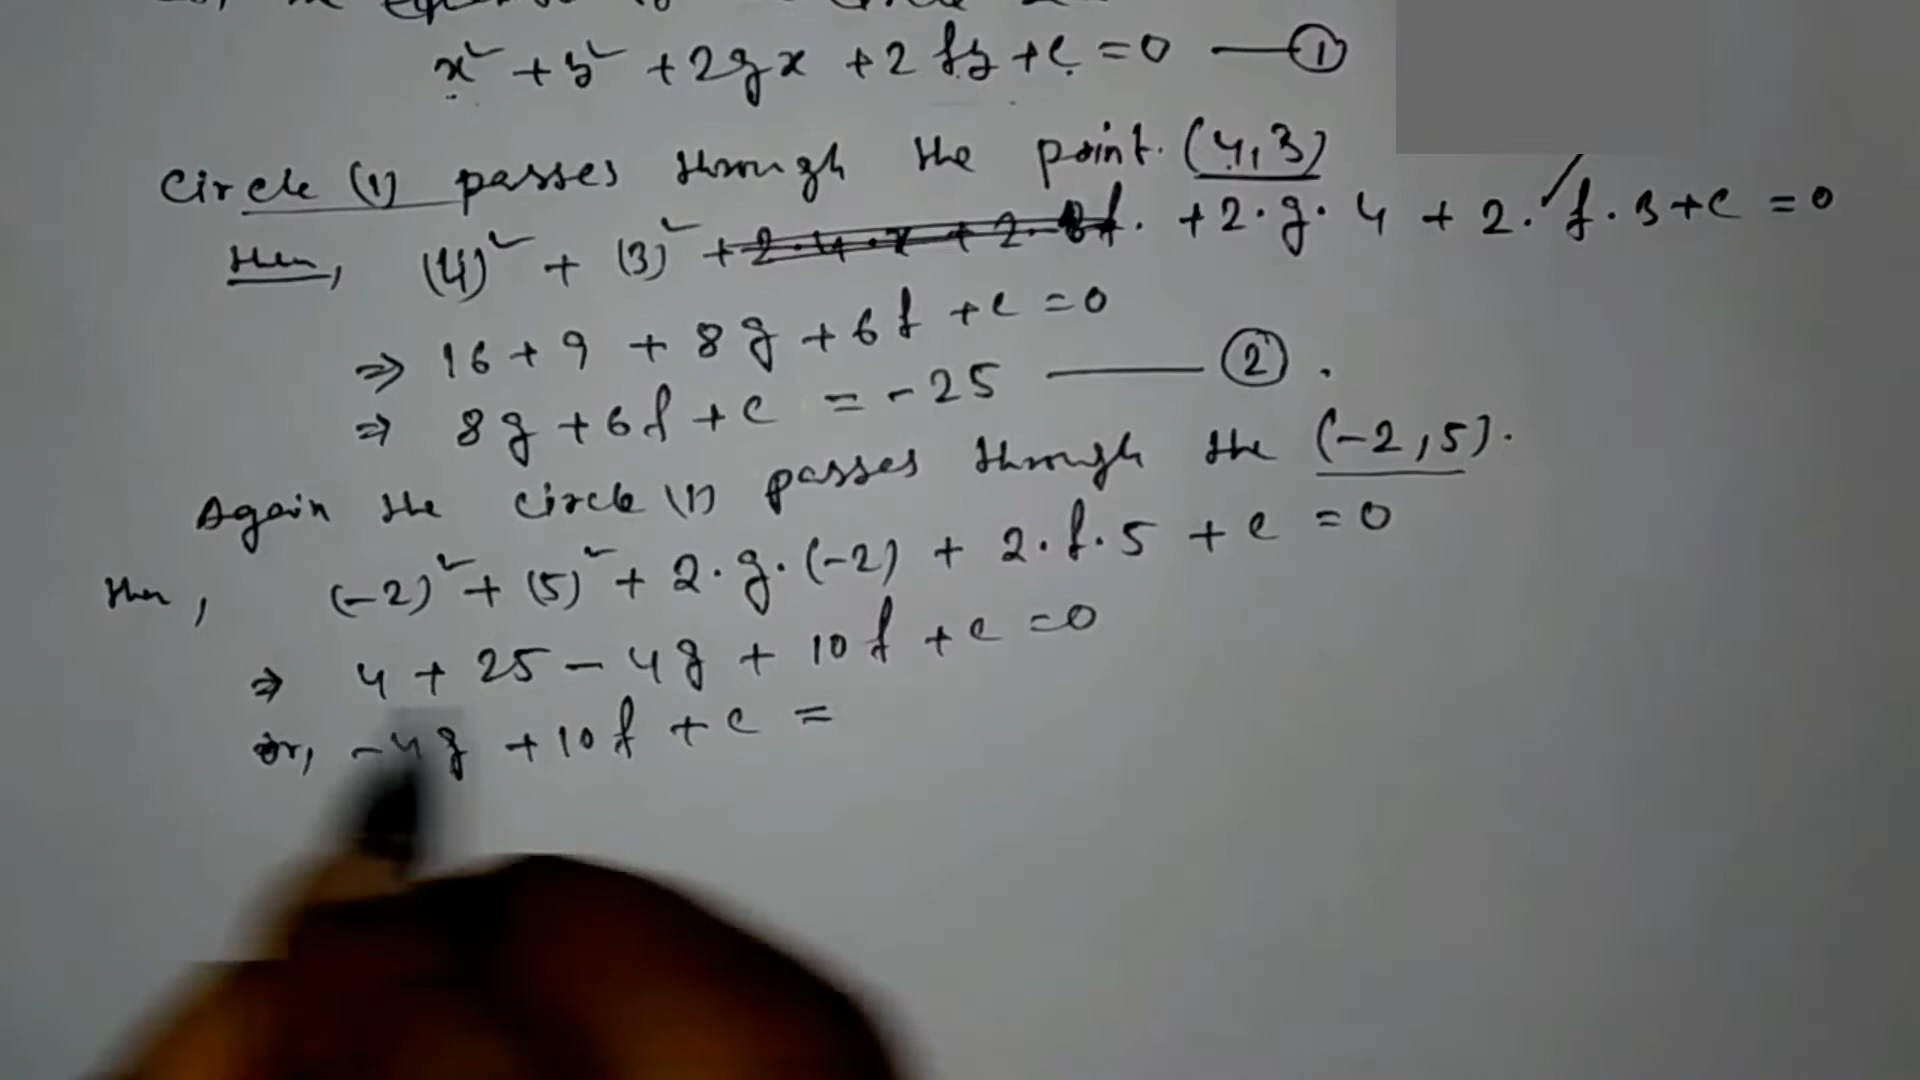 x² + y² + 2gx + 2fy + c = 0 — ①
Circle (1) passes through the point. (4,3)
then, (4)² + (3)² + 2·g·4 + 2·f·3 + c = 0
⇒ 16 + 9 + 8g + 6f + c = 0
⇒ 8g + 6f + c = -25 — ② .
Again the circle (1) passes through the (-2,5).
then, (-2)² + (5)² + 2·g·(-2) + 2·f·5 + c = 0
⇒ 4 + 25 - 4g + 10f + c = 0
or, -4g + 10f + c =